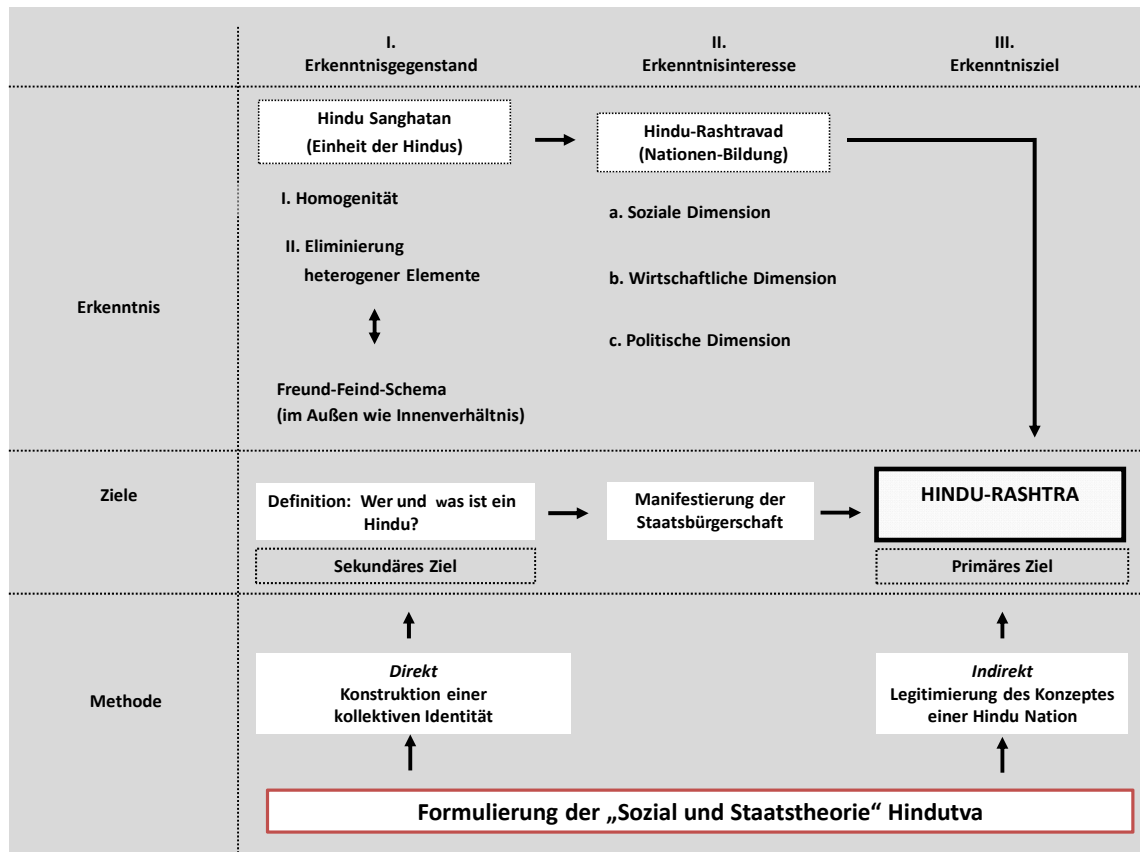 I.
Erkenntnisgegenstand
II.
Erkenntnisinteresse
III.
Erkenntnisziel
Erkenntnis
Hindu Sanghatan
(Einheit der Hindus)
I. Homogenität
II. Eliminierung
heterogener Elemente
Freund-Feind-Schema
(im Außen wie Innenverhältnis)
Hindu-Rashtravad
(Nationen-Bildung)
a. Soziale Dimension
b. Wirtschaftliche Dimension
c. Politische Dimension
Ziele
Definition: Wer und was ist ein
Hindu?
Sekundäres Ziel
Manifestierung der
Staatsbürgerschaft
HINDU-RASHTRA
Primäres Ziel
Methode
Direkt
Konstruktion einer
kollektiven Identität
Indirekt
Legitimierung des Konzeptes
einer Hindu Nation
Formulierung der „Sozial und Staatstheorie“ Hindutva